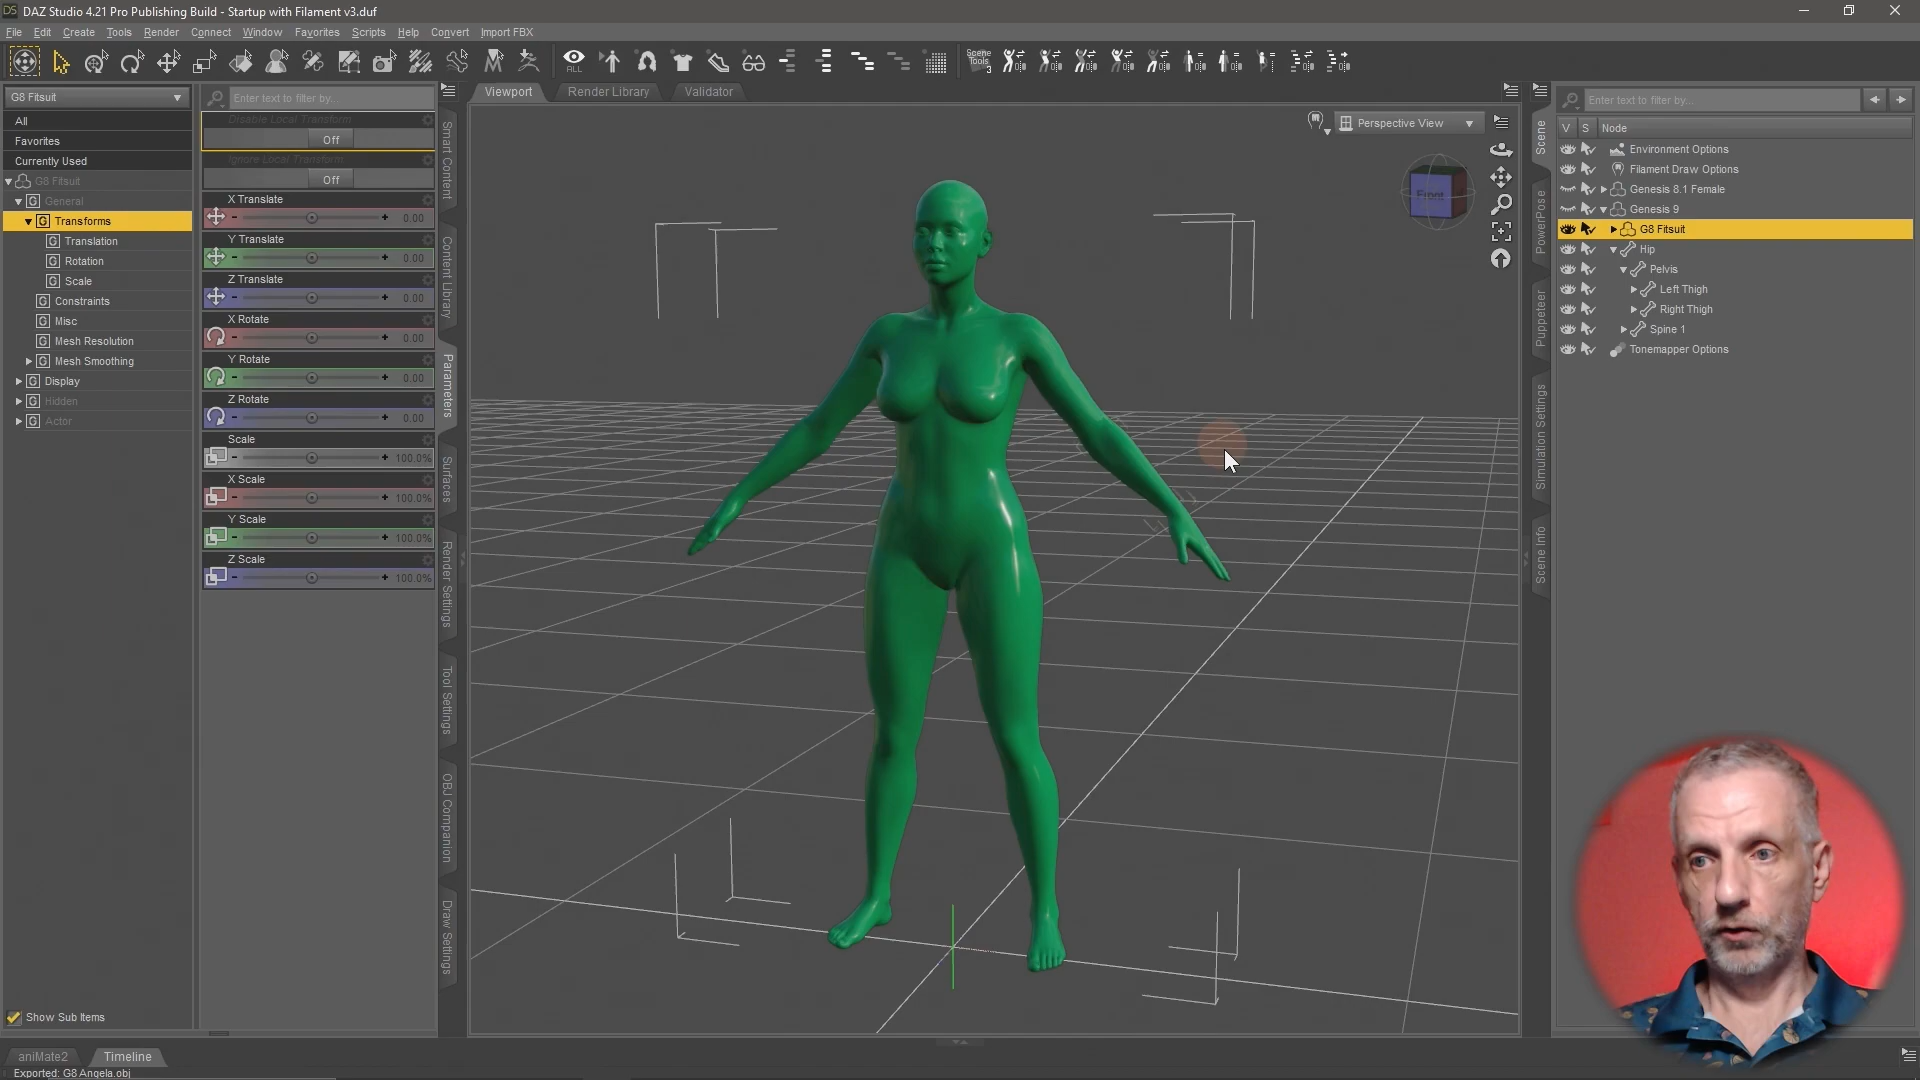 DAZ Studio 4.21 Pro Publishing Build - Startup with Filament v3.duf
File Edit Create Tools Render Connect Window Favorites Scripts Help Convert Import FBX
ALL
Scene Tools 3
G8 Fitsuit
All
Favorites
Currently Used
G8 Fitsuit
General
Transforms
Translation
Rotation
Scale
Constraints
Misc
Mesh Resolution
Mesh Smoothing
Display
Hidden
Actor
Show Sub Items
Enter text to filter by...
Disable Local Transform
Off
Ignore Local Transform
Off
X Translate
0.00
Y Translate
0.00
Z Translate
0.00
X Rotate
0.00
Y Rotate
0.00
Z Rotate
0.00
Scale
100.0%
X Scale
100.0%
Y Scale
100.0%
Z Scale
100.0%
Smart Content
Content Library
Parameters
Surfaces
Render Settings
Tool Settings
OBJ Companion
Draw Settings
Viewport Render Library Validator
Perspective View
Front
Scene
PowerPose
Puppeteer
Simulation Settings
Scene Info
Enter text to filter by...
V S Node
Environment Options
Filament Draw Options
Genesis 8.1 Female
Genesis 9
G8 Fitsuit
Hip
Pelvis
Left Thigh
Right Thigh
Spine 1
Tonemapper Options
aniMate2 Timeline
Exported: G8 Angela.obj